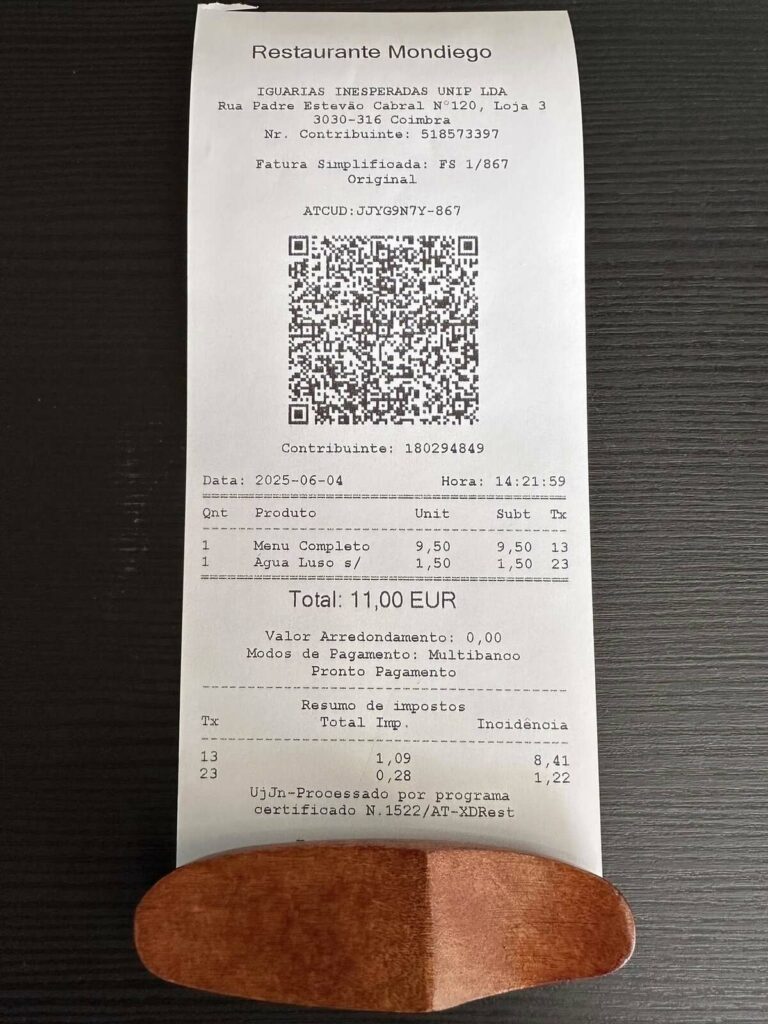 Restaurante Mondiego
IGUARIAS INESPERADAS UNIP LDA
Rua Padre Estevão Cabral Nº120, Loja 3
3030-316 Coimbra
Nr. Contribuinte: 518573397
Fatura Simplificada: FS 1/867
Original
ATCUD:JJYG9N7Y-867
Contribuinte: 180294849
Data: 2025-06-04 Hora: 14:21:59
Qnt Produto Unit Subt Tx
1 Menu Completo 9,50 9,50 13
1 Água Luso s/ 1,50 1,50 23
Total: 11,00 EUR
Valor Arredondamento: 0,00
Modos de Pagamento: Multibanco
Pronto Pagamento
Resumo de impostos
Tx Total Imp. Incidência
13 1,09 8,41
23 0,28 1,22
UjJn-Processado por programa
certificado N.1522/AT-XDRest